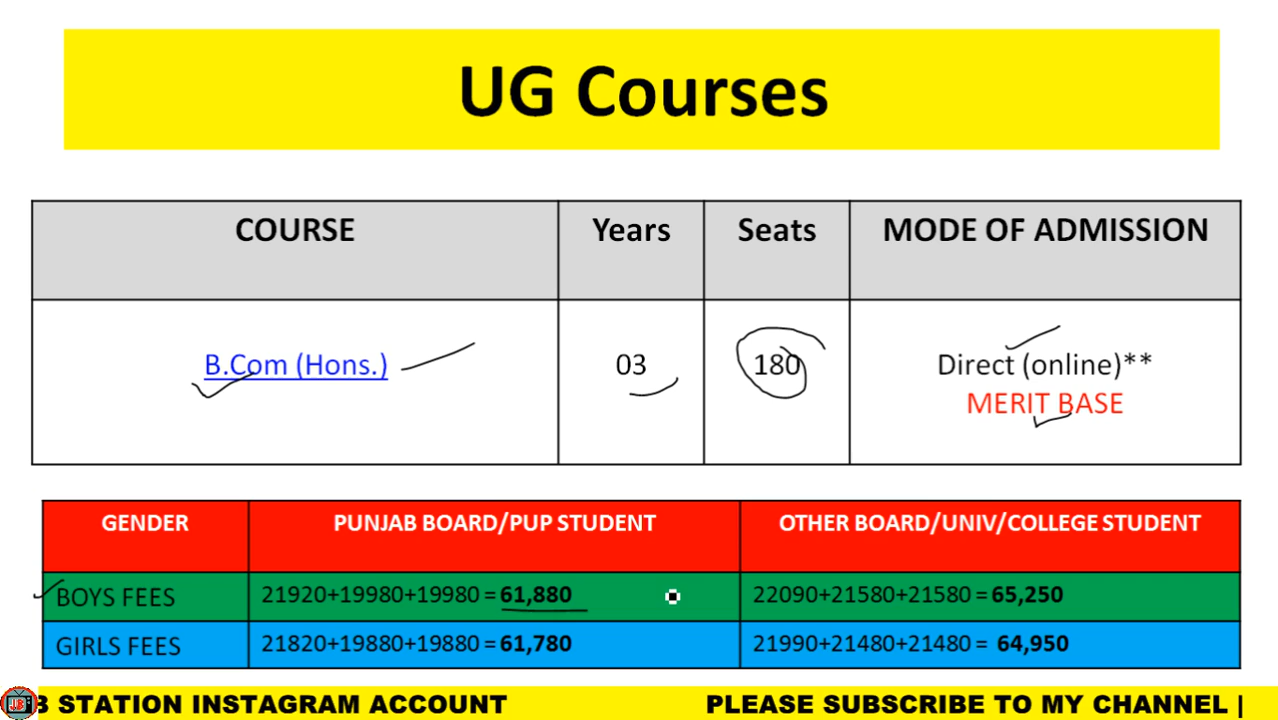 UG Courses
COURSE Years Seats MODE OF ADMISSION
B.Com (Hons.) 03 180 Direct (online)**
MERIT BASE
GENDER PUNJAB BOARD/PUP STUDENT OTHER BOARD/UNIV/COLLEGE STUDENT
BOYS FEES 21920+19980+19980 = 61,880 22090+21580+21580 = 65,250
GIRLS FEES 21820+19880+19880 = 61,780 21990+21480+21480 = 64,950
B STATION INSTAGRAM ACCOUNT PLEASE SUBSCRIBE TO MY CHANNEL |